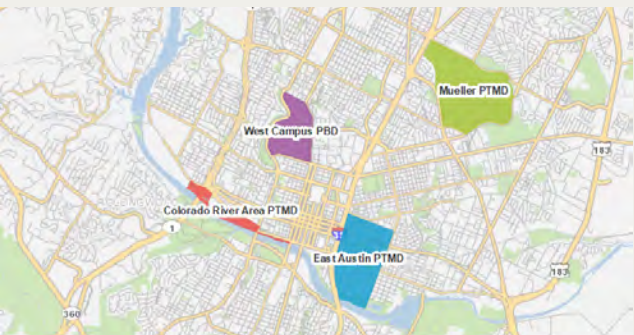 Mueller PTMD
West Campus PBD
183
Colorado River Area PTMD
1
35
East Austin PTMD
183
360